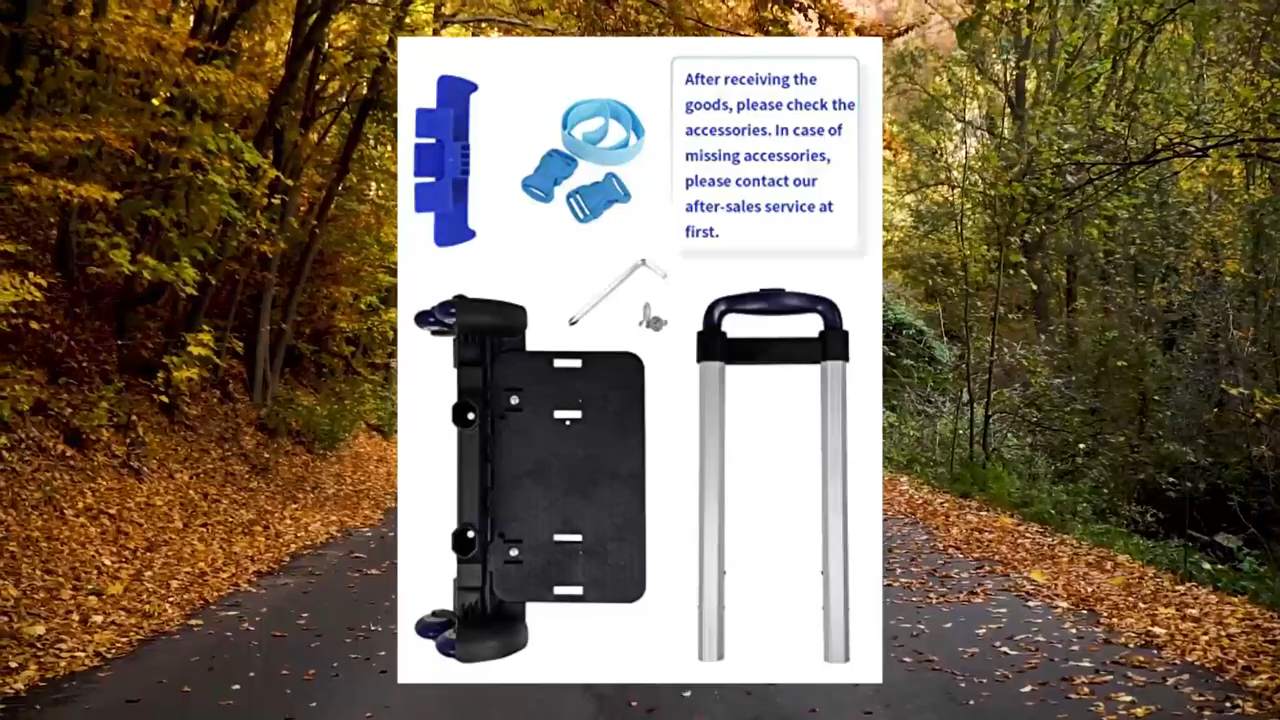 After receiving the
goods, please check the
accessories. In case of
missing accessories,
please contact our
after-sales service at
first.